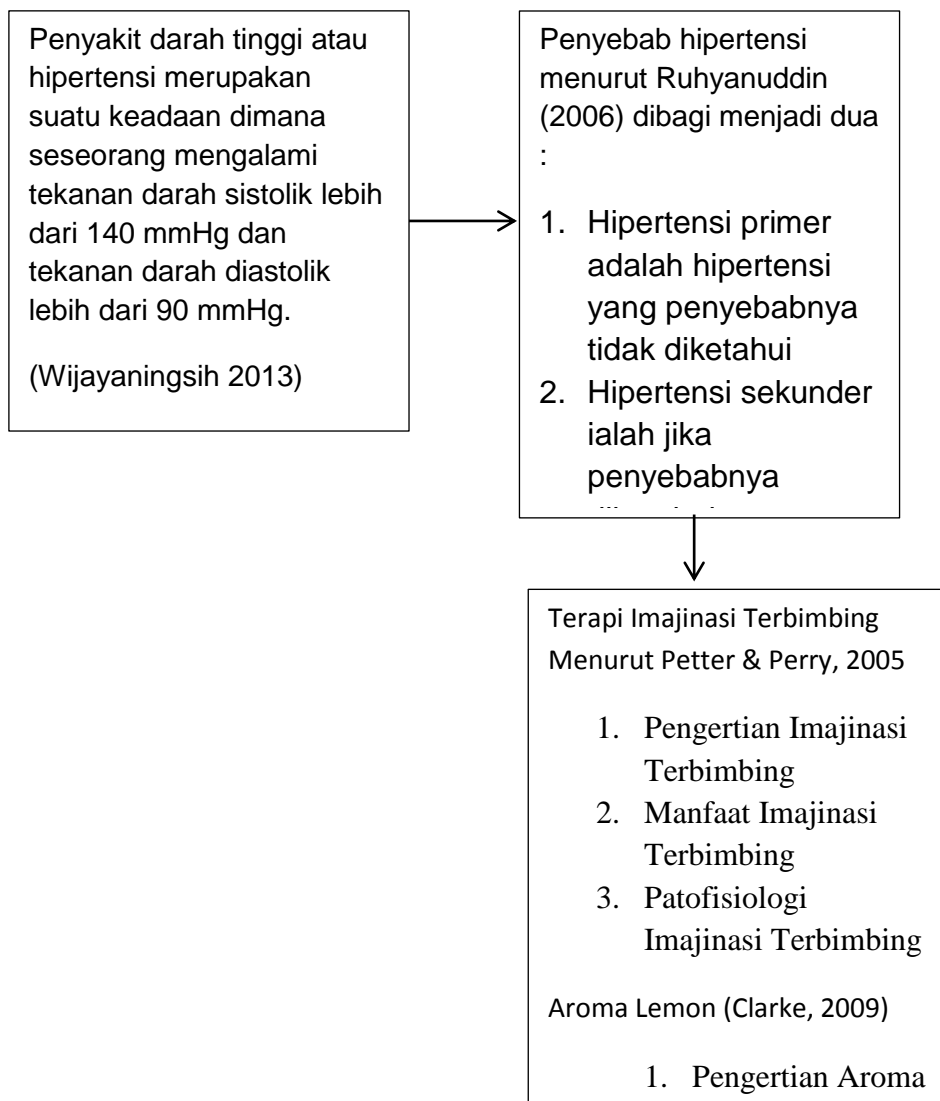 Penyakit darah tinggi atau
hipertensi merupakan
suatu keadaan dimana
seseorang mengalami
tekanan darah sistolik lebih
dari 140 mmHg dan
tekanan darah diastolik
lebih dari 90 mmHg.
(Wijayaningsih 2013)
Penyebab hipertensi
menurut Ruhyanuddin
(2006) dibagi menjadi dua
:
1. Hipertensi primer
adalah hipertensi
yang penyebabnya
tidak diketahui
2. Hipertensi sekunder
ialah jika
penyebabnya
Terapi Imajinasi Terbimbing
Menurut Petter & Perry, 2005
1. Pengertian Imajinasi
Terbimbing
2. Manfaat Imajinasi
Terbimbing
3. Patofisiologi
Imajinasi Terbimbing
Aroma Lemon (Clarke, 2009)
1. Pengertian Aroma